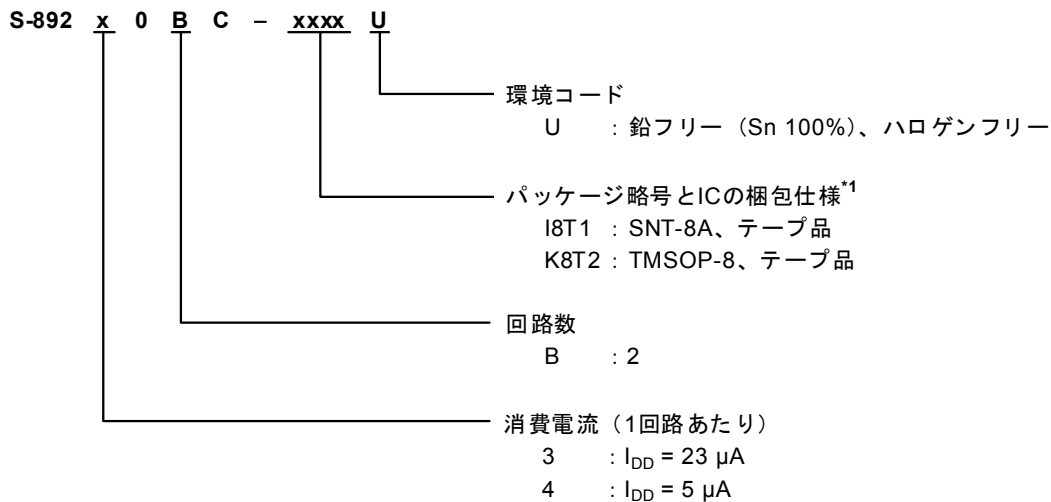 S-892 x 0 B C – xxxx U
環境コード
U : 鉛フリー (Sn 100%)、ハロゲンフリー
パッケージ略号とICの梱包仕様*1
I8T1 : SNT-8A、テープ品
K8T2 : TMSOP-8、テープ品
回路数
B : 2
消費電流（1回路あたり）
3 : IDD = 23 µA
4 : IDD = 5 µA